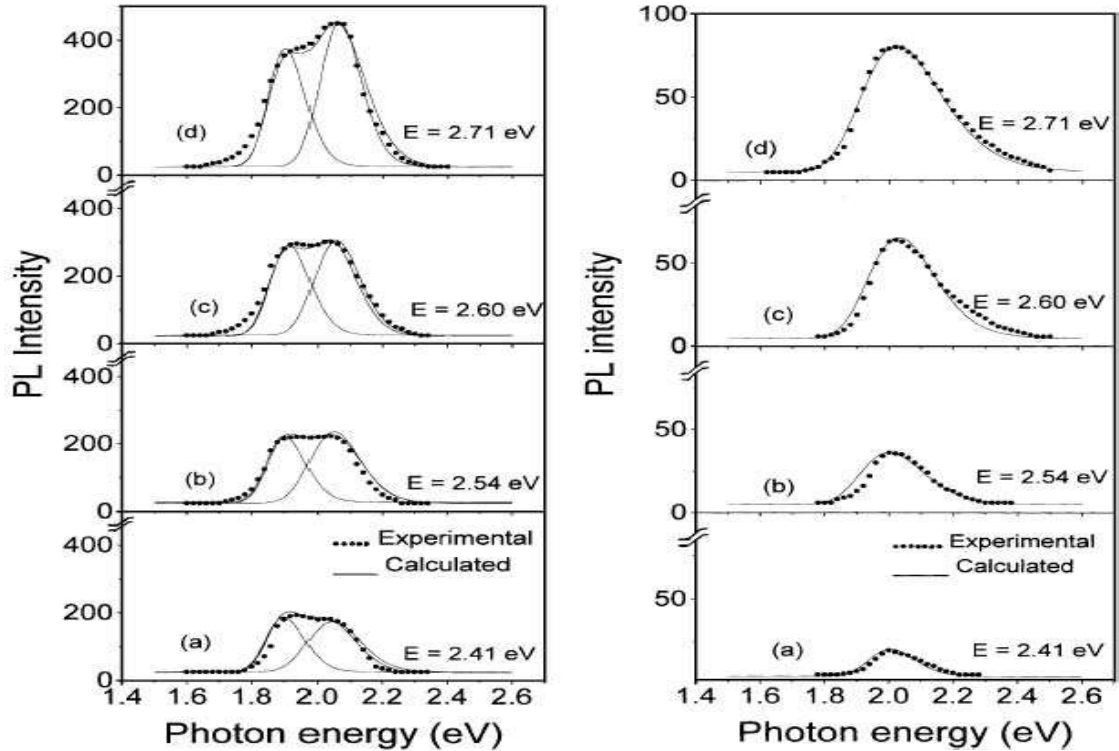 PL Intensity
400
200
0
(d)
E = 2.71 eV
400
200
0
(c)
E = 2.60 eV
400
200
0
(b)
E = 2.54 eV
400
200
0
Experimental
Calculated
(a)
E = 2.41 eV
1.4 1.6 1.8 2.0 2.2 2.4 2.6
Photon energy (eV)
PL intensity
100
50
0
(d)
E = 2.71 eV
50
0
(c)
E = 2.60 eV
50
0
(b)
E = 2.54 eV
50
Experimental
Calculated
(a)
E = 2.41 eV
1.4 1.6 1.8 2.0 2.2 2.4 2.6
Photon energy (eV)